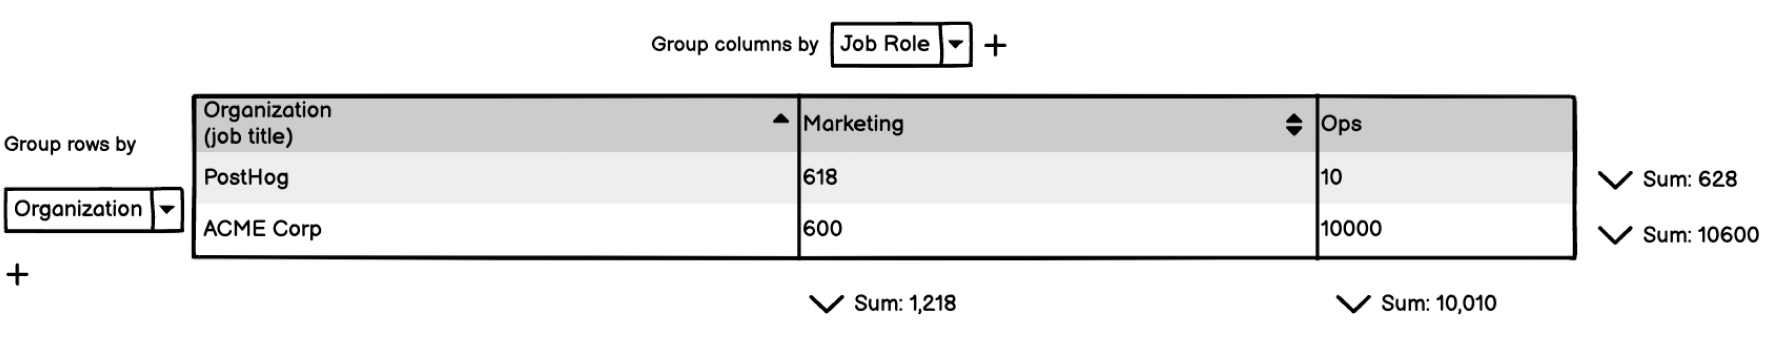 Group columns by Job Role
Organization
(job title)
Marketing
Ops
Group rows by
PostHog 618 10
Sum: 628
Organization
ACME Corp 600 10000
Sum: 10600
Sum: 1,218
Sum: 10,010